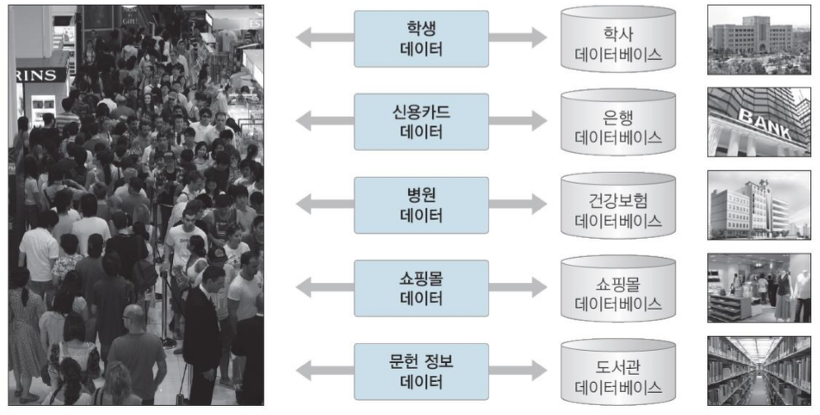 학생
데이터
학사
데이터베이스
RINS
신용카드
데이터
은행
데이터베이스
BANK
병원
데이터
건강보험
데이터베이스
쇼핑몰
데이터
쇼핑몰
데이터베이스
문헌 정보
데이터
도서관
데이터베이스